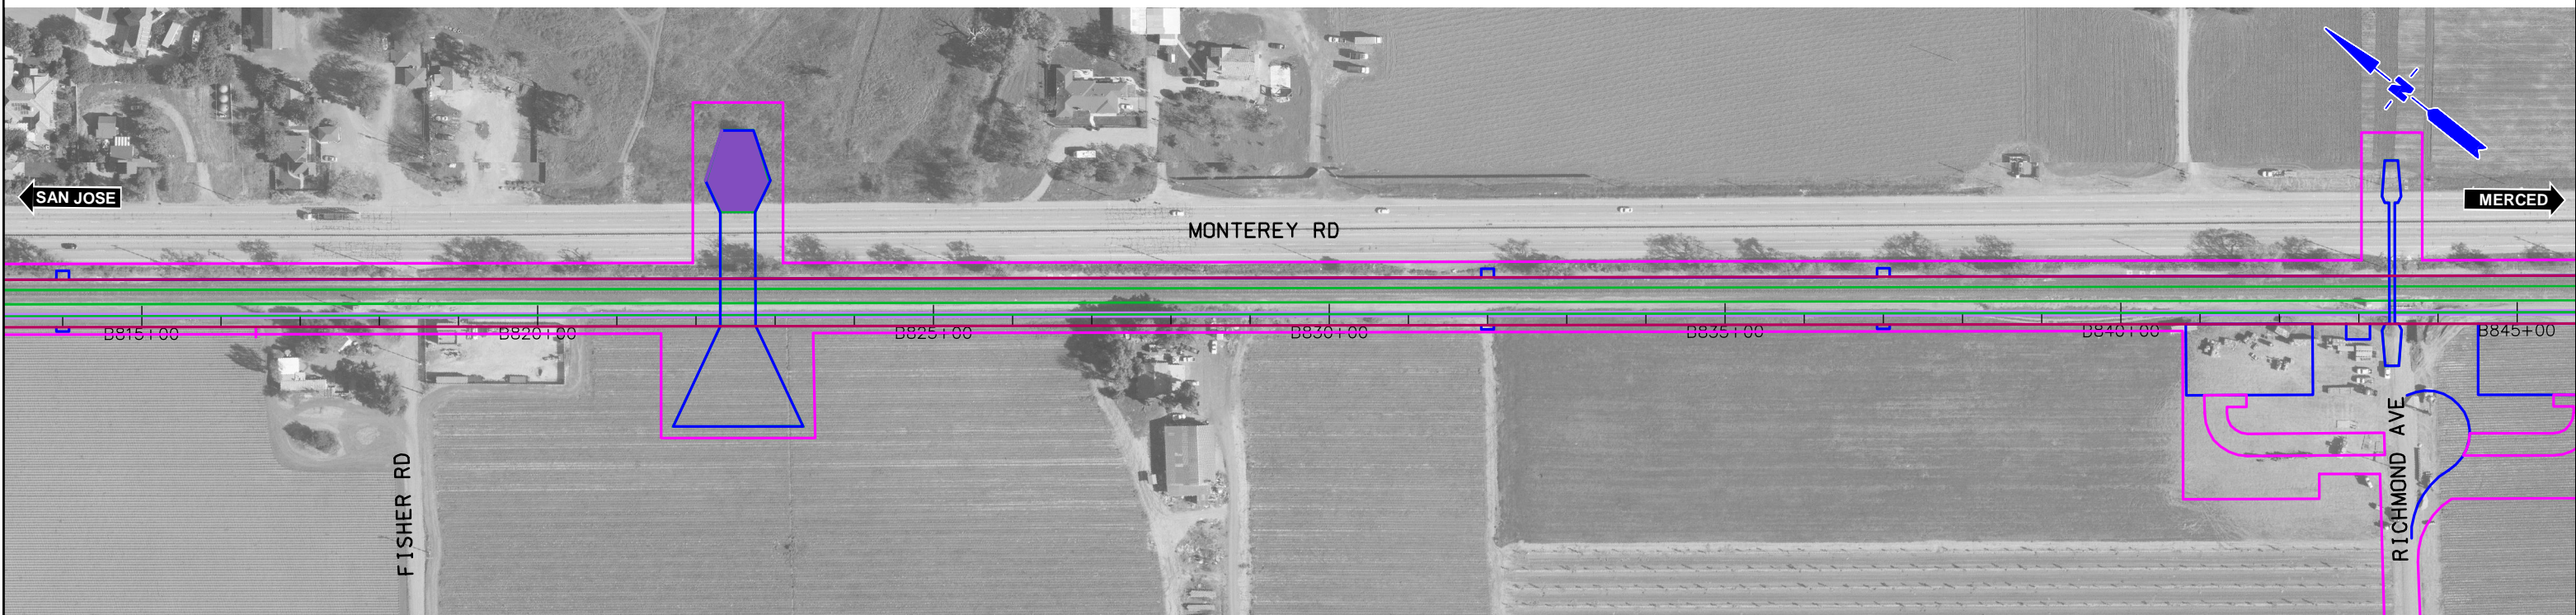 N
SAN JOSE
MERCED
MONTEREY RD
B815+00
B820+00
B825+00
B830+00
B835+00
B840+00
B845+00
FISHER RD
RICHMOND AVE